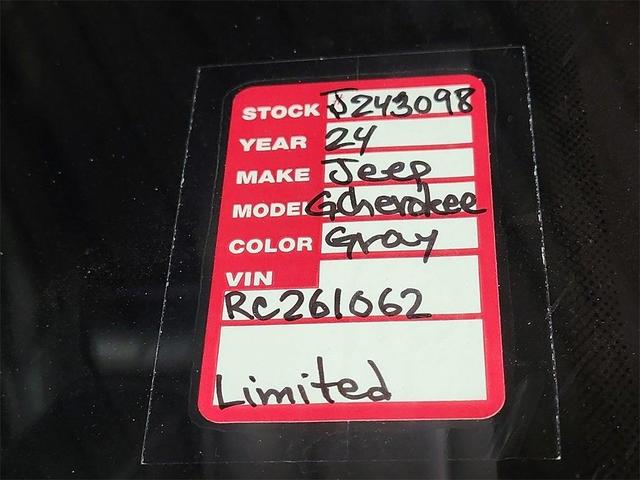 STOCK J243098
YEAR 24
MAKE Jeep
MODEL GCherokee
COLOR Gray
VIN
RC261062
Limited